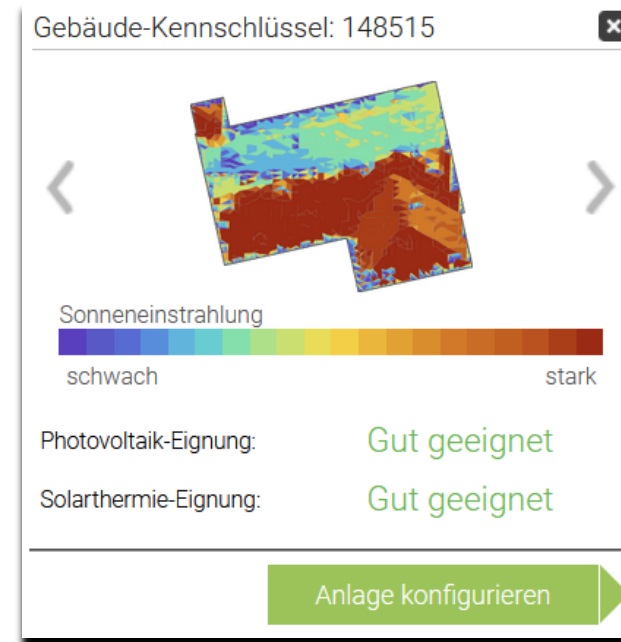 Gebäude-Kennschlüssel: 148515
Sonneneinstrahlung
schwach stark
Photovoltaik-Eignung: Gut geeignet
Solarthermie-Eignung: Gut geeignet
Anlage konfigurieren